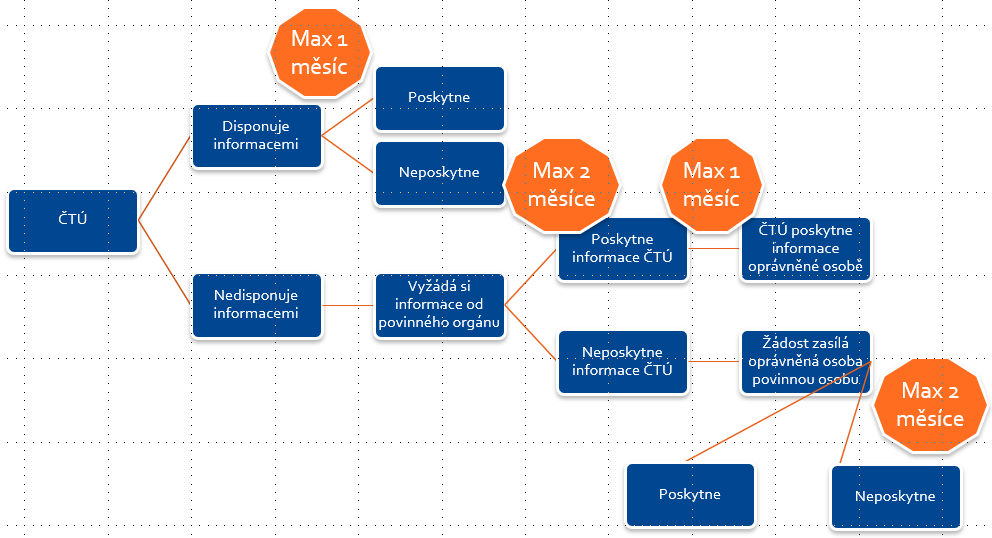 Max 1
měsíc
Poskytne
Disponuje
informacemi
Neposkytne
Max 2
měsíce
Max 1
měsíc
ČTÚ
Poskytne
informace ČTÚ
ČTÚ poskytne
informace
oprávněné osobě
Nedisponuje
informacemi
Vyžádá si
informace od
povinného orgánu
Neposkytne
informace ČTÚ
Žádost zasílá
oprávněná osoba
povinnou osobu
Max 2
měsíce
Poskytne
Neposkytne